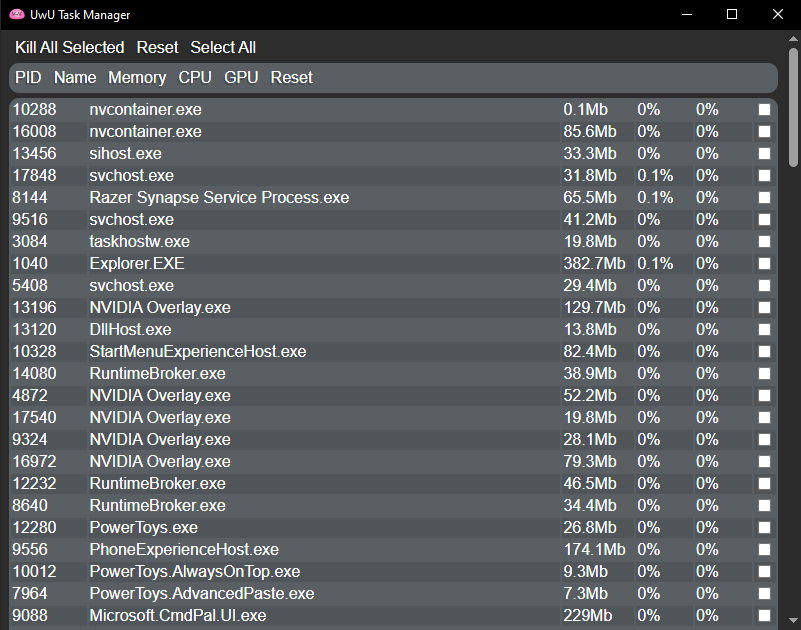 UwU Task Manager
Kill All Selected Reset Select All
PID Name Memory CPU GPU Reset
10288 nvcontainer.exe 0.1Mb 0% 0%
16008 nvcontainer.exe 85.6Mb 0% 0%
13456 sihost.exe 33.3Mb 0% 0%
17848 svchost.exe 31.8Mb 0.1% 0%
8144 Razer Synapse Service Process.exe 65.5Mb 0.1% 0%
9516 svchost.exe 41.2Mb 0% 0%
3084 taskhostw.exe 19.8Mb 0% 0%
1040 Explorer.EXE 382.7Mb 0.1% 0%
5408 svchost.exe 29.4Mb 0% 0%
13196 NVIDIA Overlay.exe 129.7Mb 0% 0%
13120 DllHost.exe 13.8Mb 0% 0%
10328 StartMenuExperienceHost.exe 82.4Mb 0% 0%
14080 RuntimeBroker.exe 38.9Mb 0% 0%
4872 NVIDIA Overlay.exe 52.2Mb 0% 0%
17540 NVIDIA Overlay.exe 19.8Mb 0% 0%
9324 NVIDIA Overlay.exe 28.1Mb 0% 0%
16972 NVIDIA Overlay.exe 79.3Mb 0% 0%
12232 RuntimeBroker.exe 46.5Mb 0% 0%
8640 RuntimeBroker.exe 34.4Mb 0% 0%
12280 PowerToys.exe 26.8Mb 0% 0%
9556 PhoneExperienceHost.exe 174.1Mb 0% 0%
10012 PowerToys.AlwaysOnTop.exe 9.3Mb 0% 0%
7964 PowerToys.AdvancedPaste.exe 7.3Mb 0% 0%
9088 Microsoft.CmdPal.UI.exe 229Mb 0% 0%